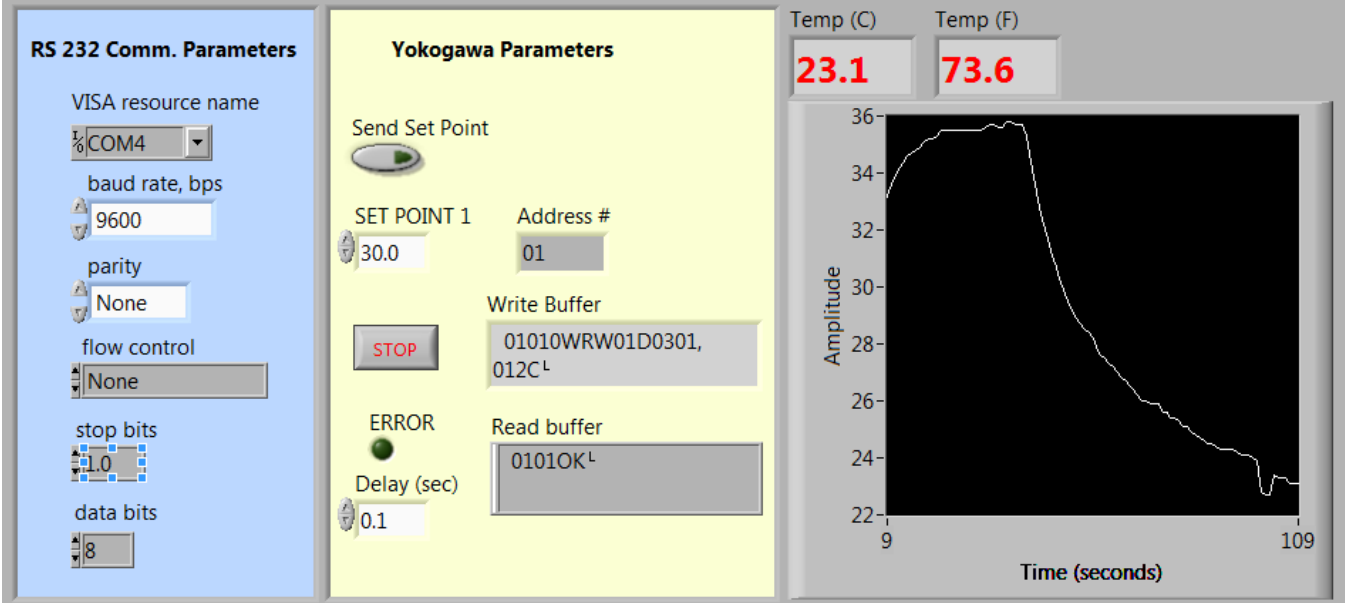 RS 232 Comm. Parameters
VISA resource name
I/O COM4
baud rate, bps
9600
parity
None
flow control
None
stop bits
1.0
data bits
8
Yokogawa Parameters
Send Set Point
SET POINT 1
30.0
Address #
01
Write Buffer
01010WRW01D0301,
012C└
STOP
ERROR
Read buffer
0101OK└
Delay (sec)
0.1
Temp (C)
23.1
Temp (F)
73.6
Amplitude
36
34
32
30
28
26
24
22
9
109
Time (seconds)